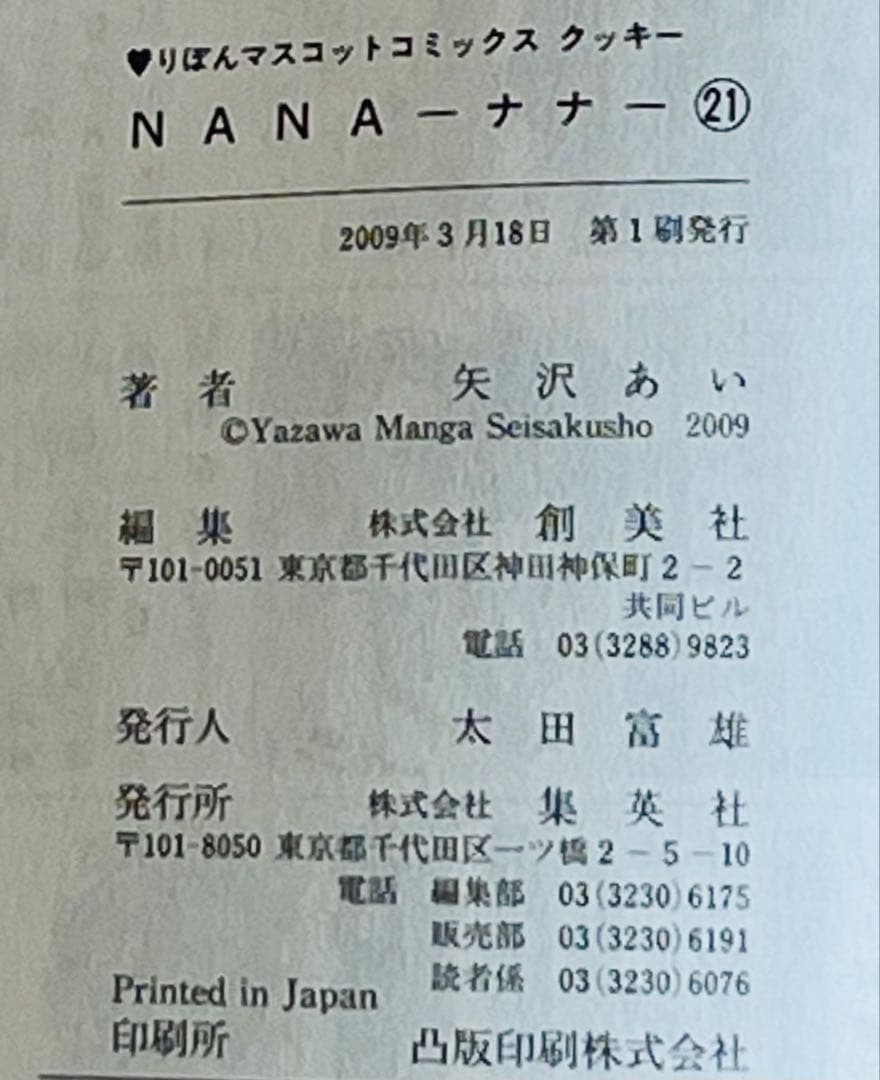 ♥りぼんマスコットコミックス クッキー
NANA—ナナ— ㉑
2009年3月18日 第1刷発行
著者 矢沢あい
©Yazawa Manga Seisakusho 2009
編集 株式会社 創美社
〒101-0051 東京都千代田区神田神保町2−2
共同ビル
電話 03(3288)9823
発行人 太田富雄
発行所 株式会社 集英社
〒101-8050 東京都千代田区一ツ橋2−5−10
電話 編集部 03(3230)6175
販売部 03(3230)6191
読者係 03(3230)6076
Printed in Japan
印刷所 凸版印刷株式会社